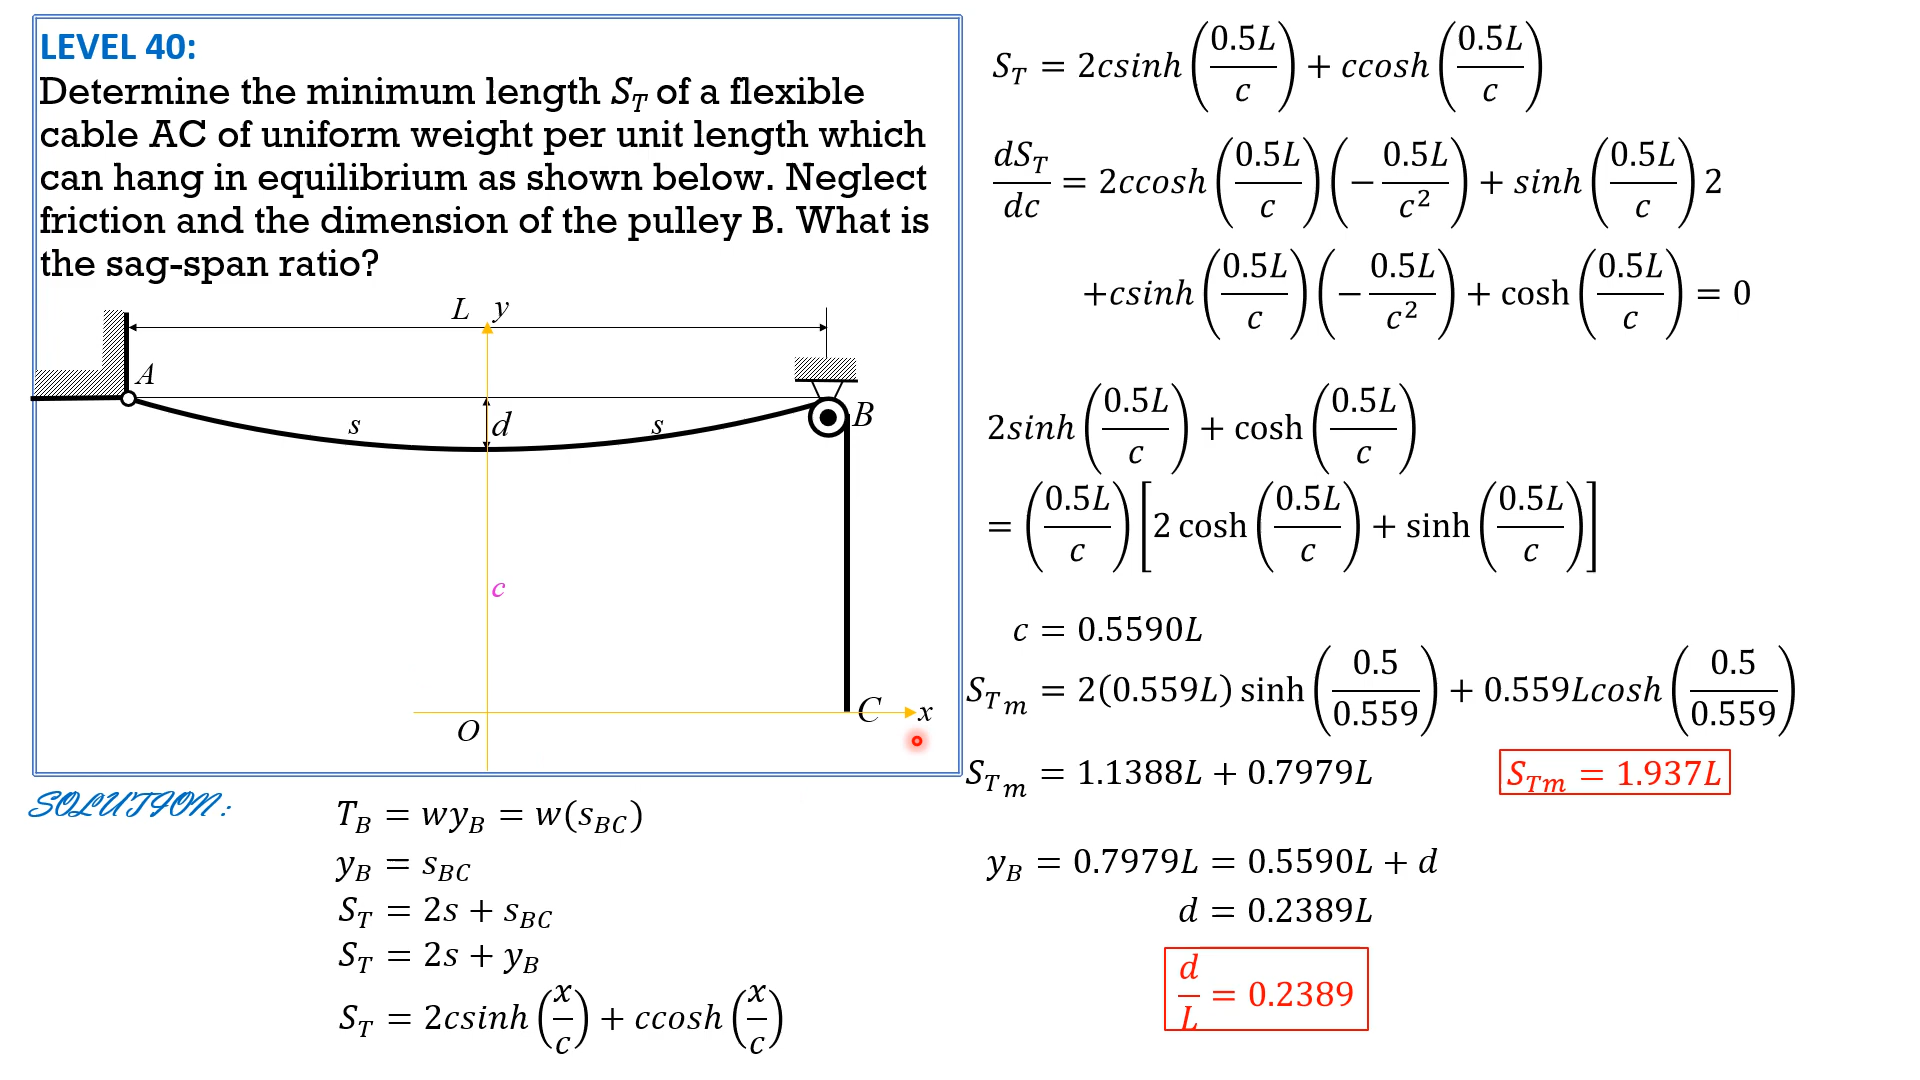 LEVEL 40:
Determine the minimum length S_T of a flexible
cable AC of uniform weight per unit length which
can hang in equilibrium as shown below. Neglect
friction and the dimension of the pulley B. What is
the sag-span ratio?
L y
A
s d s B
c
C x
O
SOLUTION:
T_B = wy_B = w(s_BC)
y_B = s_BC
S_T = 2s + s_BC
S_T = 2s + y_B
S_T = 2csinh(x/c) + ccosh(x/c)
S_T = 2csinh(0.5L/c) + ccosh(0.5L/c)
dS_T/dc = 2ccosh(0.5L/c)(−0.5L/c²) + sinh(0.5L/c)2
+csinh(0.5L/c)(−0.5L/c²) + cosh(0.5L/c) = 0
2sinh(0.5L/c) + cosh(0.5L/c)
= (0.5L/c)[2 cosh(0.5L/c) + sinh(0.5L/c)]
c = 0.5590L
S_Tm = 2(0.559L) sinh(0.5/0.559) + 0.559Lcosh(0.5/0.559)
S_Tm = 1.1388L + 0.7979L S_Tm = 1.937L
y_B = 0.7979L = 0.5590L + d
d = 0.2389L
d/L = 0.2389